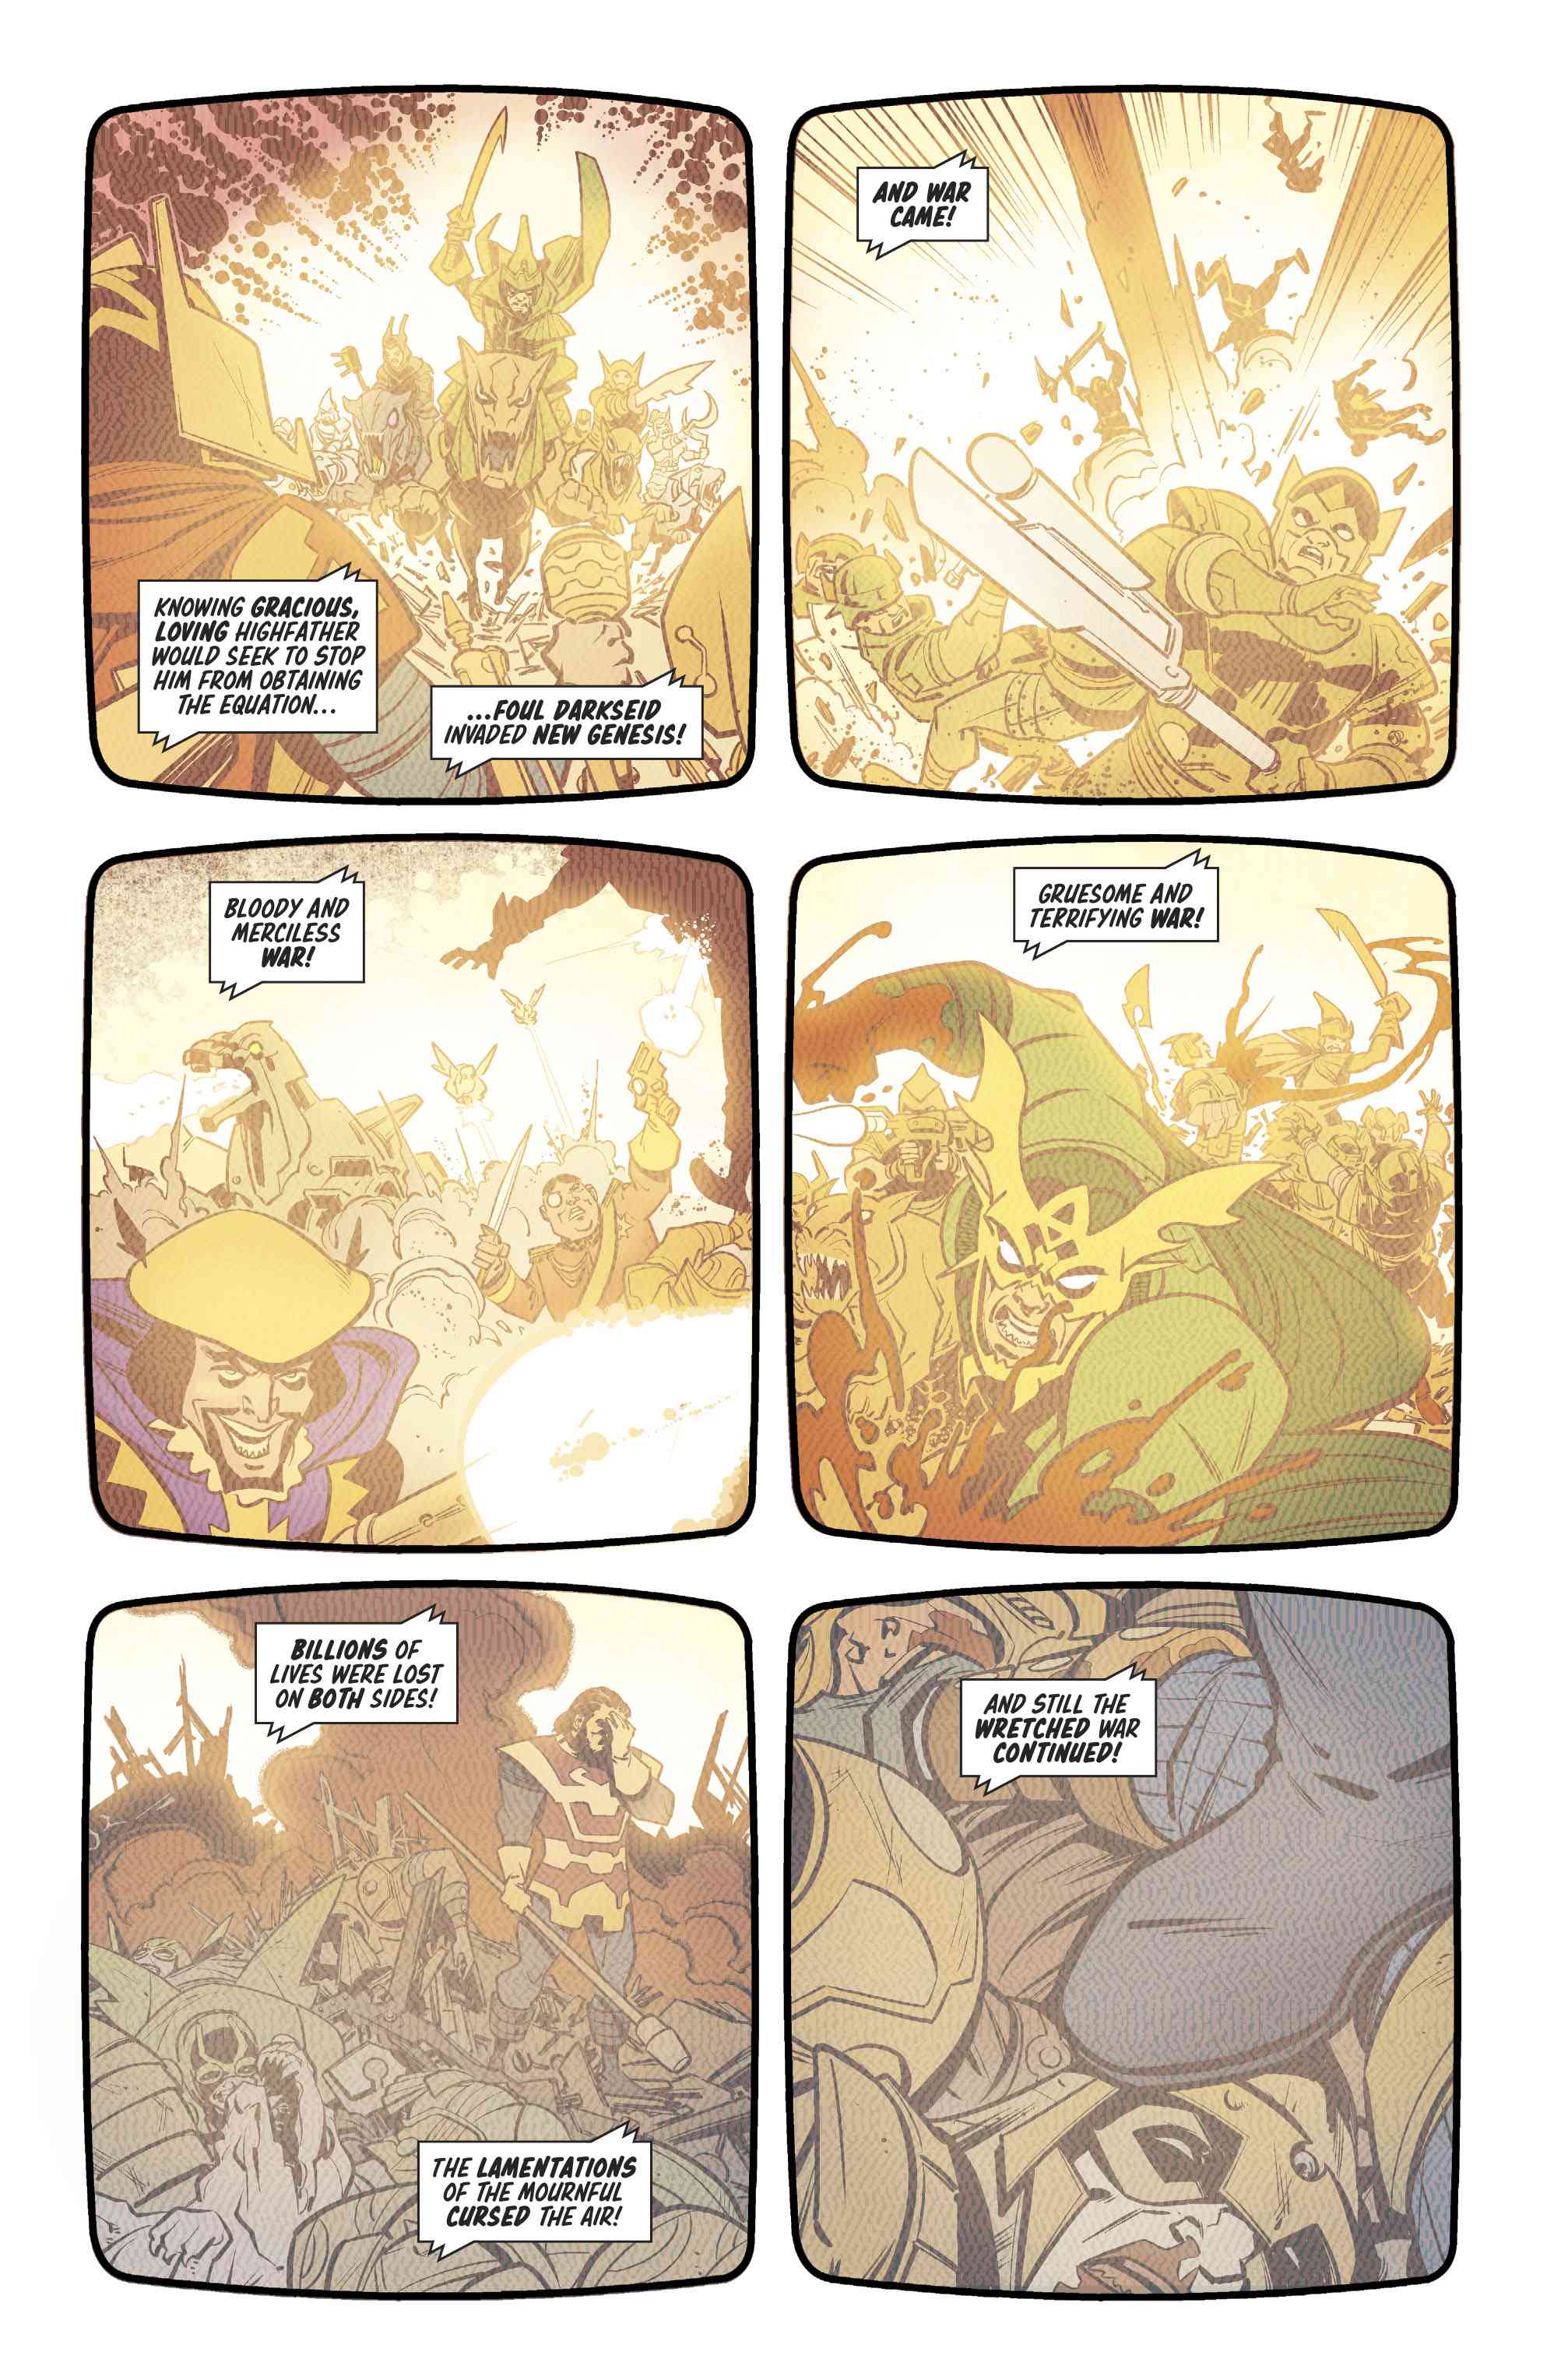 KNOWING GRACIOUS,
LOVING HIGHFATHER
WOULD SEEK TO STOP
HIM FROM OBTAINING
THE EQUATION...
...FOUL DARKSEID
INVADED NEW GENESIS!
AND WAR
CAME!
BLOODY AND
MERCILESS
WAR!
GRUESOME AND
TERRIFYING WAR!
BILLIONS OF
LIVES WERE LOST
ON BOTH SIDES!
THE LAMENTATIONS
OF THE MOURNFUL
CURSED THE AIR!
AND STILL THE
WRETCHED WAR
CONTINUED!